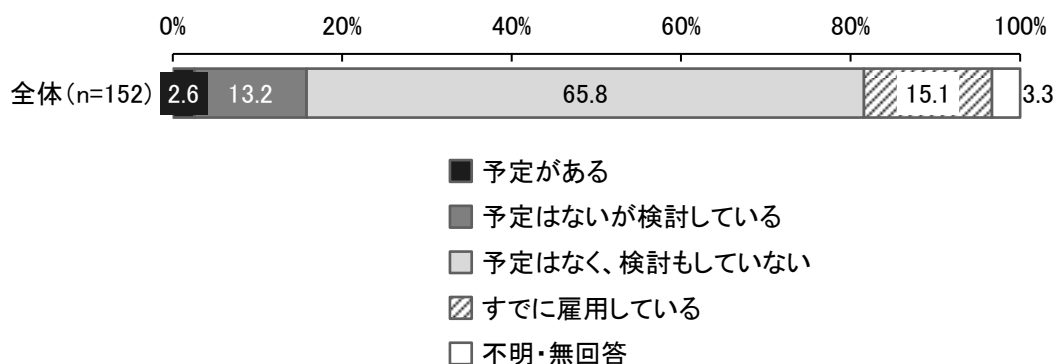 0% 20% 40% 60% 80% 100%
全体(n=152) 2.6 13.2 65.8 15.1 3.3
予定がある
予定はないが検討している
予定はなく、検討もしていない
すでに雇用している
不明・無回答